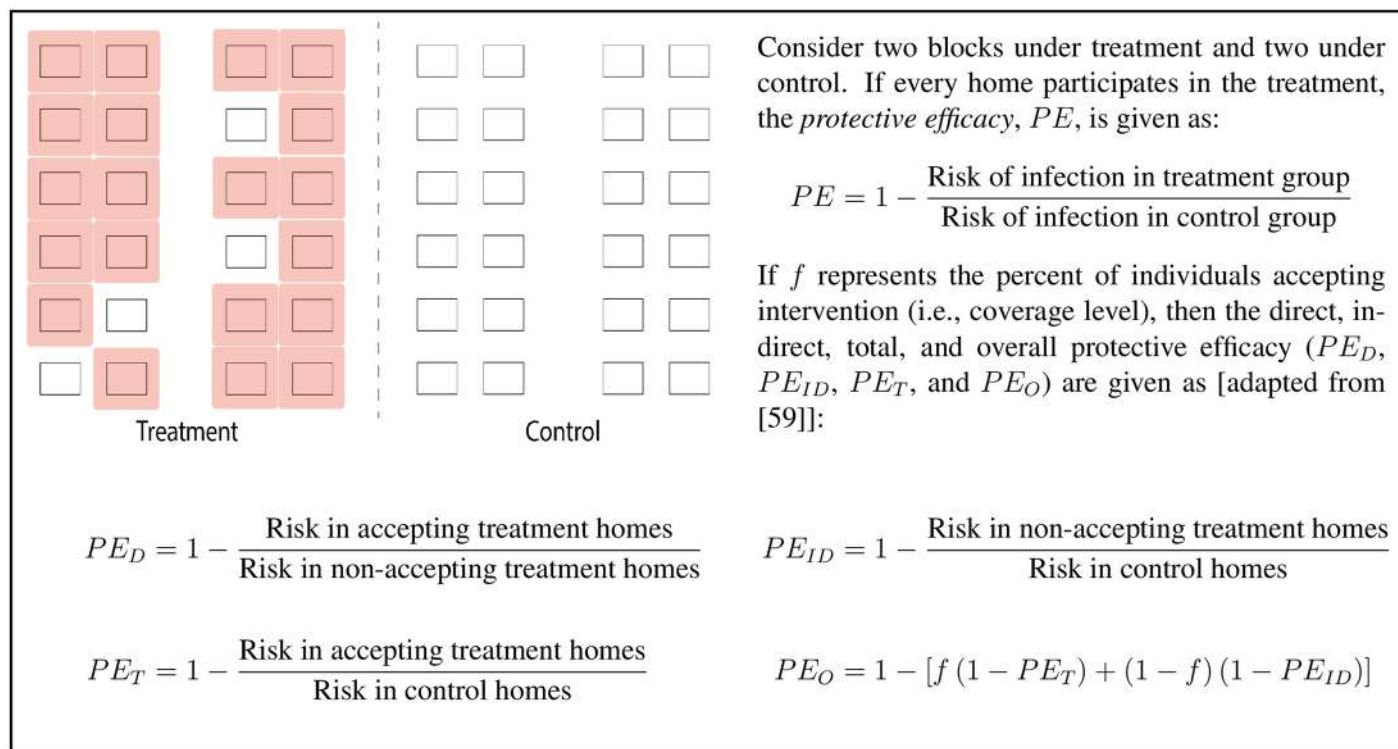 Treatment
Control
Consider two blocks under treatment and two under
control. If every home participates in the treatment,
the protective efficacy, PE, is given as:
PE = 1 − Risk of infection in treatment group / Risk of infection in control group
If f represents the percent of individuals accepting
intervention (i.e., coverage level), then the direct, in-
direct, total, and overall protective efficacy (PE_D,
PE_ID, PE_T, and PE_O) are given as [adapted from
[59]]:
PE_D = 1 − Risk in accepting treatment homes / Risk in non-accepting treatment homes
PE_ID = 1 − Risk in non-accepting treatment homes / Risk in control homes
PE_T = 1 − Risk in accepting treatment homes / Risk in control homes
PE_O = 1 − [f (1 − PE_T) + (1 − f) (1 − PE_ID)]